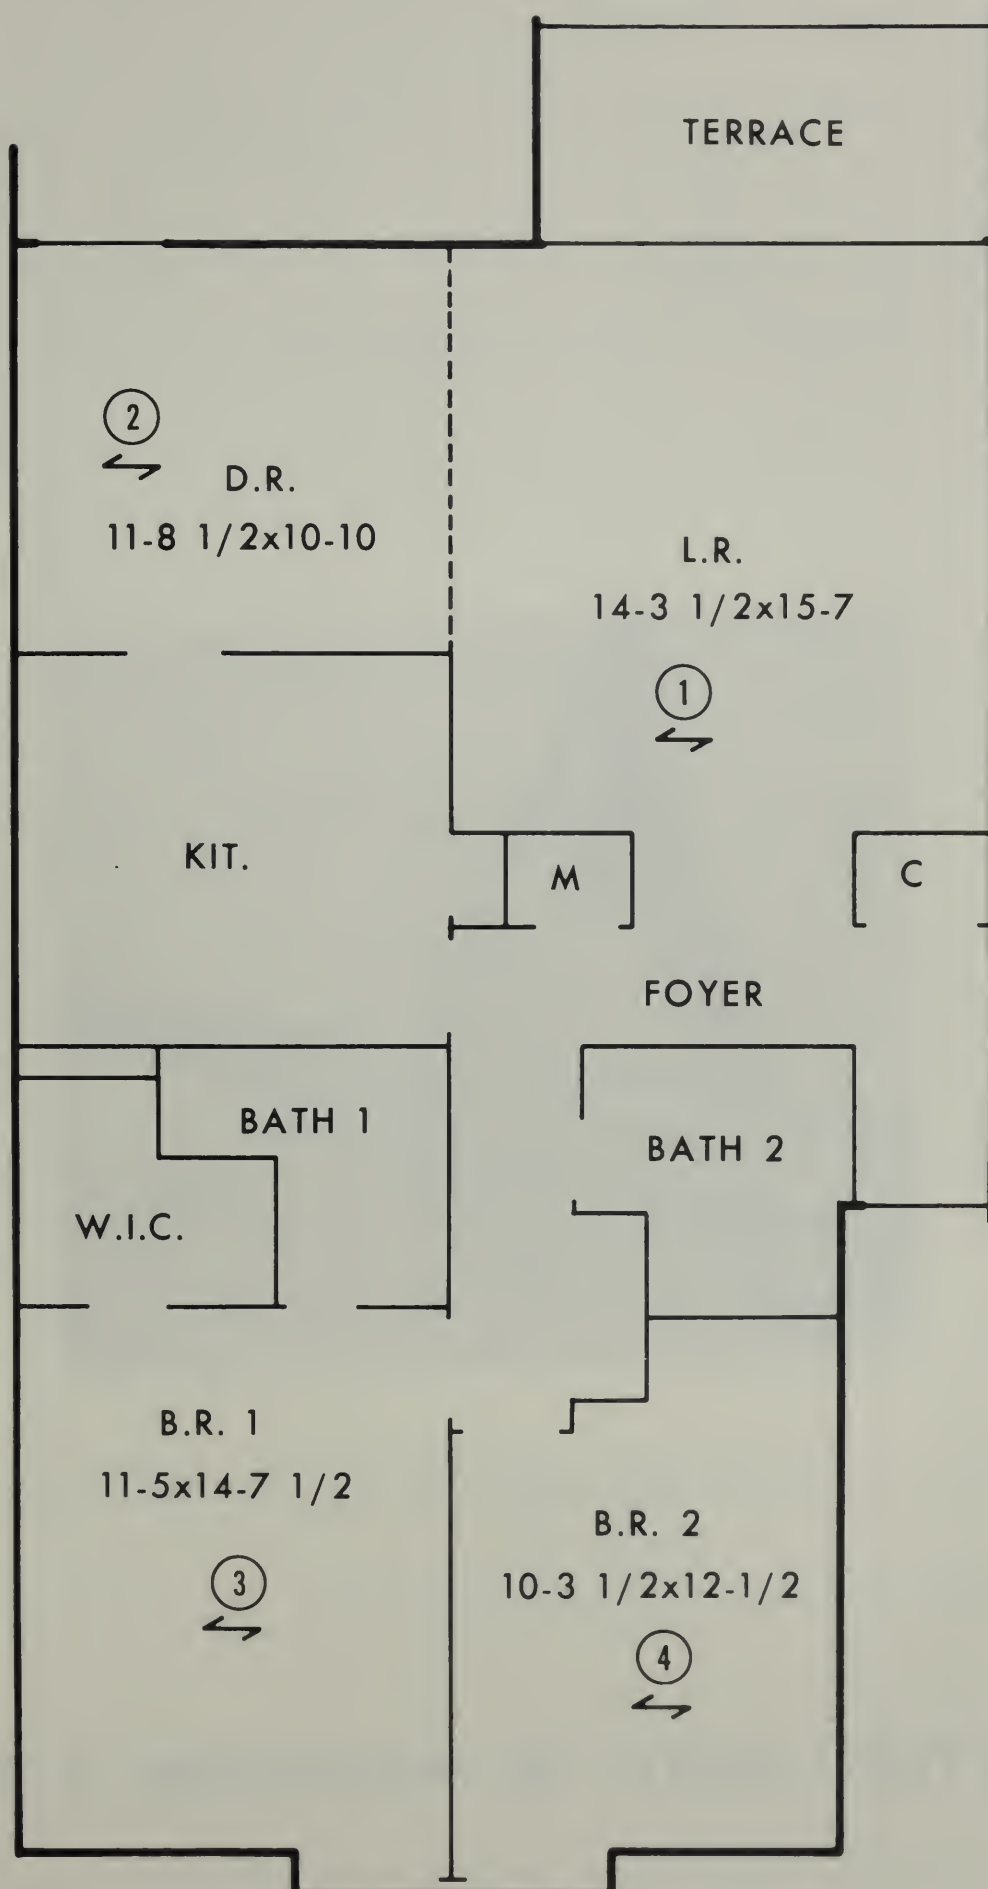 TERRACE
2
D.R.
11-8 1/2x10-10
L.R.
14-3 1/2x15-7
1
KIT.
M
C
FOYER
BATH 1
BATH 2
W.I.C.
B.R. 1
11-5x14-7 1/2
3
B.R. 2
10-3 1/2x12-1/2
4